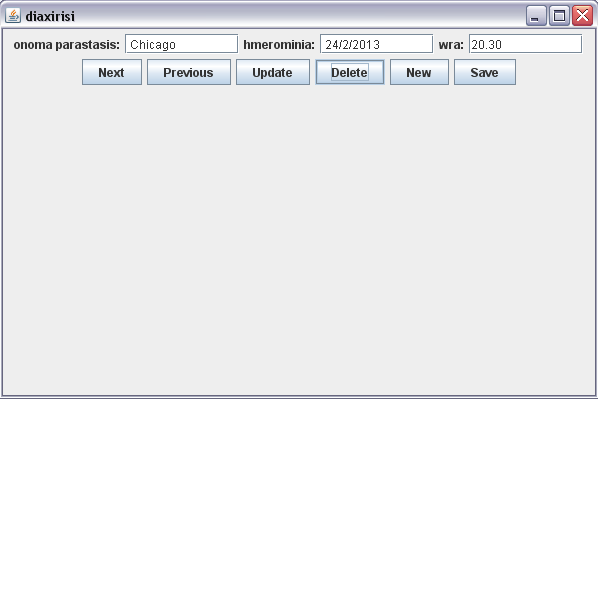 diaxirisi
onoma parastasis: Chicago hmerominia: 24/2/2013 wra: 20.30
Next Previous Update Delete New Save